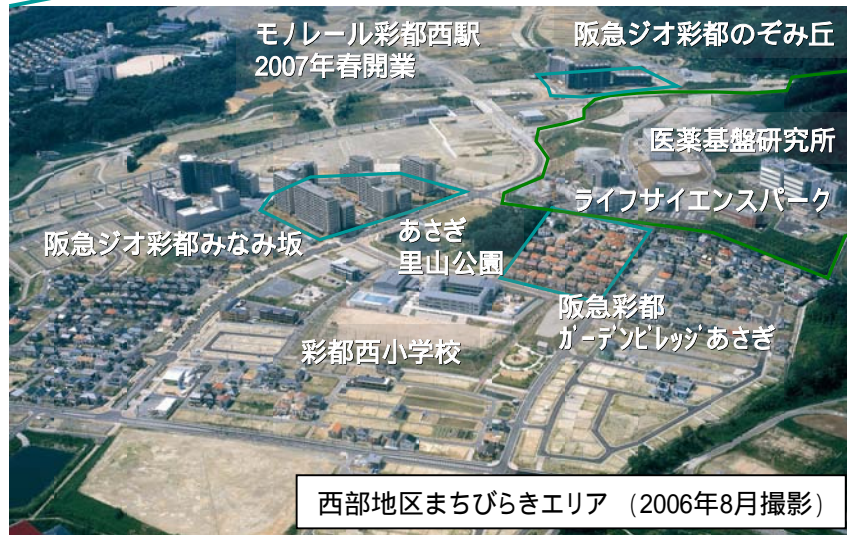 モノレール彩都西駅
2007年春開業
阪急ジオ彩都のぞみ丘
医薬基盤研究所
ライフサイエンスパーク
阪急ジオ彩都みなみ坂
あさぎ
里山公園
阪急彩都
ｶﾞｰﾃﾞﾝﾋﾞﾚｯｼﾞあさぎ
彩都西小学校
西部地区まちびらきエリア （2006年8月撮影）